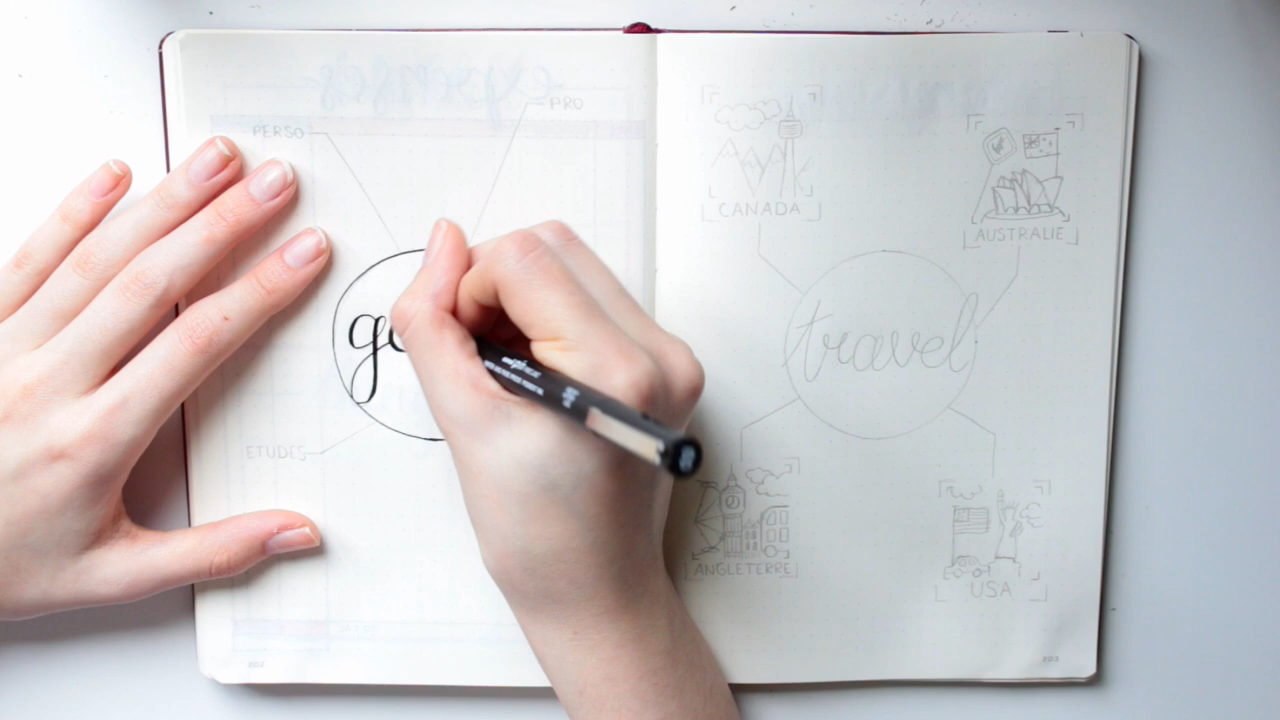 PERSO
PRO
go
ETUDES
CANADA
AUSTRALIE
travel
ANGLETERRE
USA